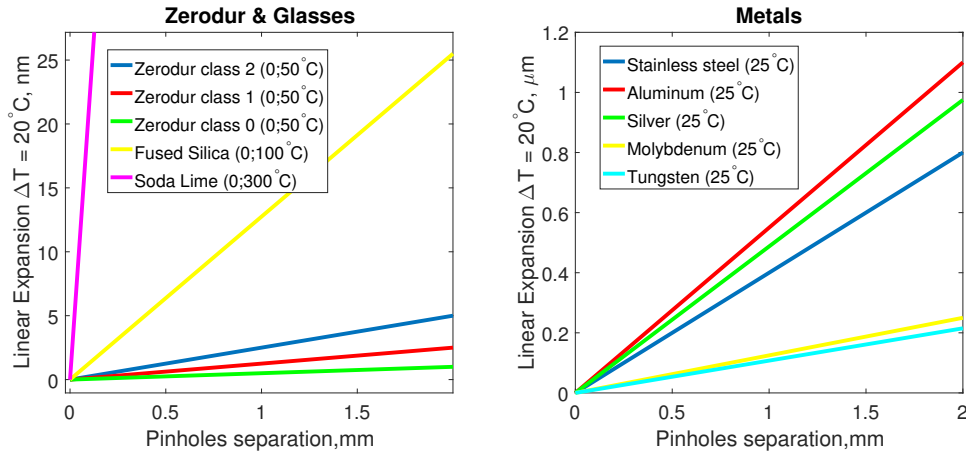 Zerodur & Glasses
Linear Expansion ΔT = 20°C, nm
25
20
15
10
5
0
Zerodur class 2 (0;50°C)
Zerodur class 1 (0;50°C)
Zerodur class 0 (0;50°C)
Fused Silica (0;100°C)
Soda Lime (0;300°C)
0 0.5 1 1.5
Pinholes separation,mm
Metals
Linear Expansion ΔT = 20°C, μm
1.2
1
0.8
0.6
0.4
0.2
0
Stainless steel (25°C)
Aluminum (25°C)
Silver (25°C)
Molybdenum (25°C)
Tungsten (25°C)
0 0.5 1 1.5 2
Pinholes separation,mm